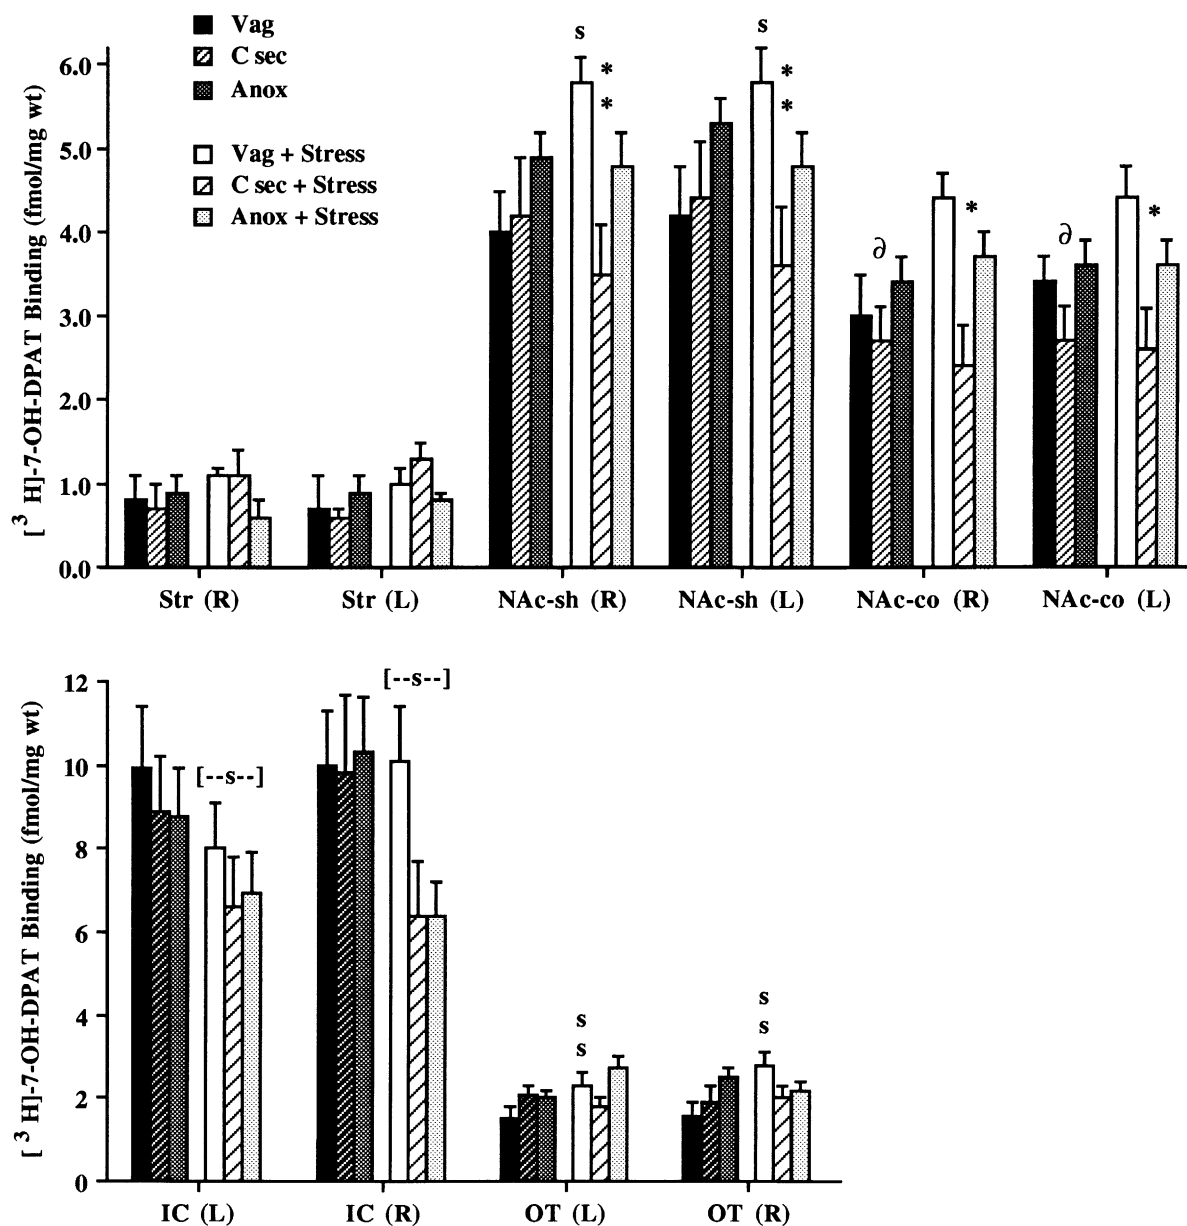 Vag
C sec
Anox
Vag + Stress
C sec + Stress
Anox + Stress
[³ H]-7-OH-DPAT Binding (fmol/mg wt)
6.0
5.0
4.0
3.0
2.0
1.0
0.0
s
*
*
s
*
*
∂
*
∂
*
Str (R) Str (L) NAc-sh (R) NAc-sh (L) NAc-co (R) NAc-co (L)
[³ H]-7-OH-DPAT Binding (fmol/mg wt)
12
10
8
6
4
2
0
[--s--]
[--s--]
s
s
s
s
IC (L) IC (R) OT (L) OT (R)